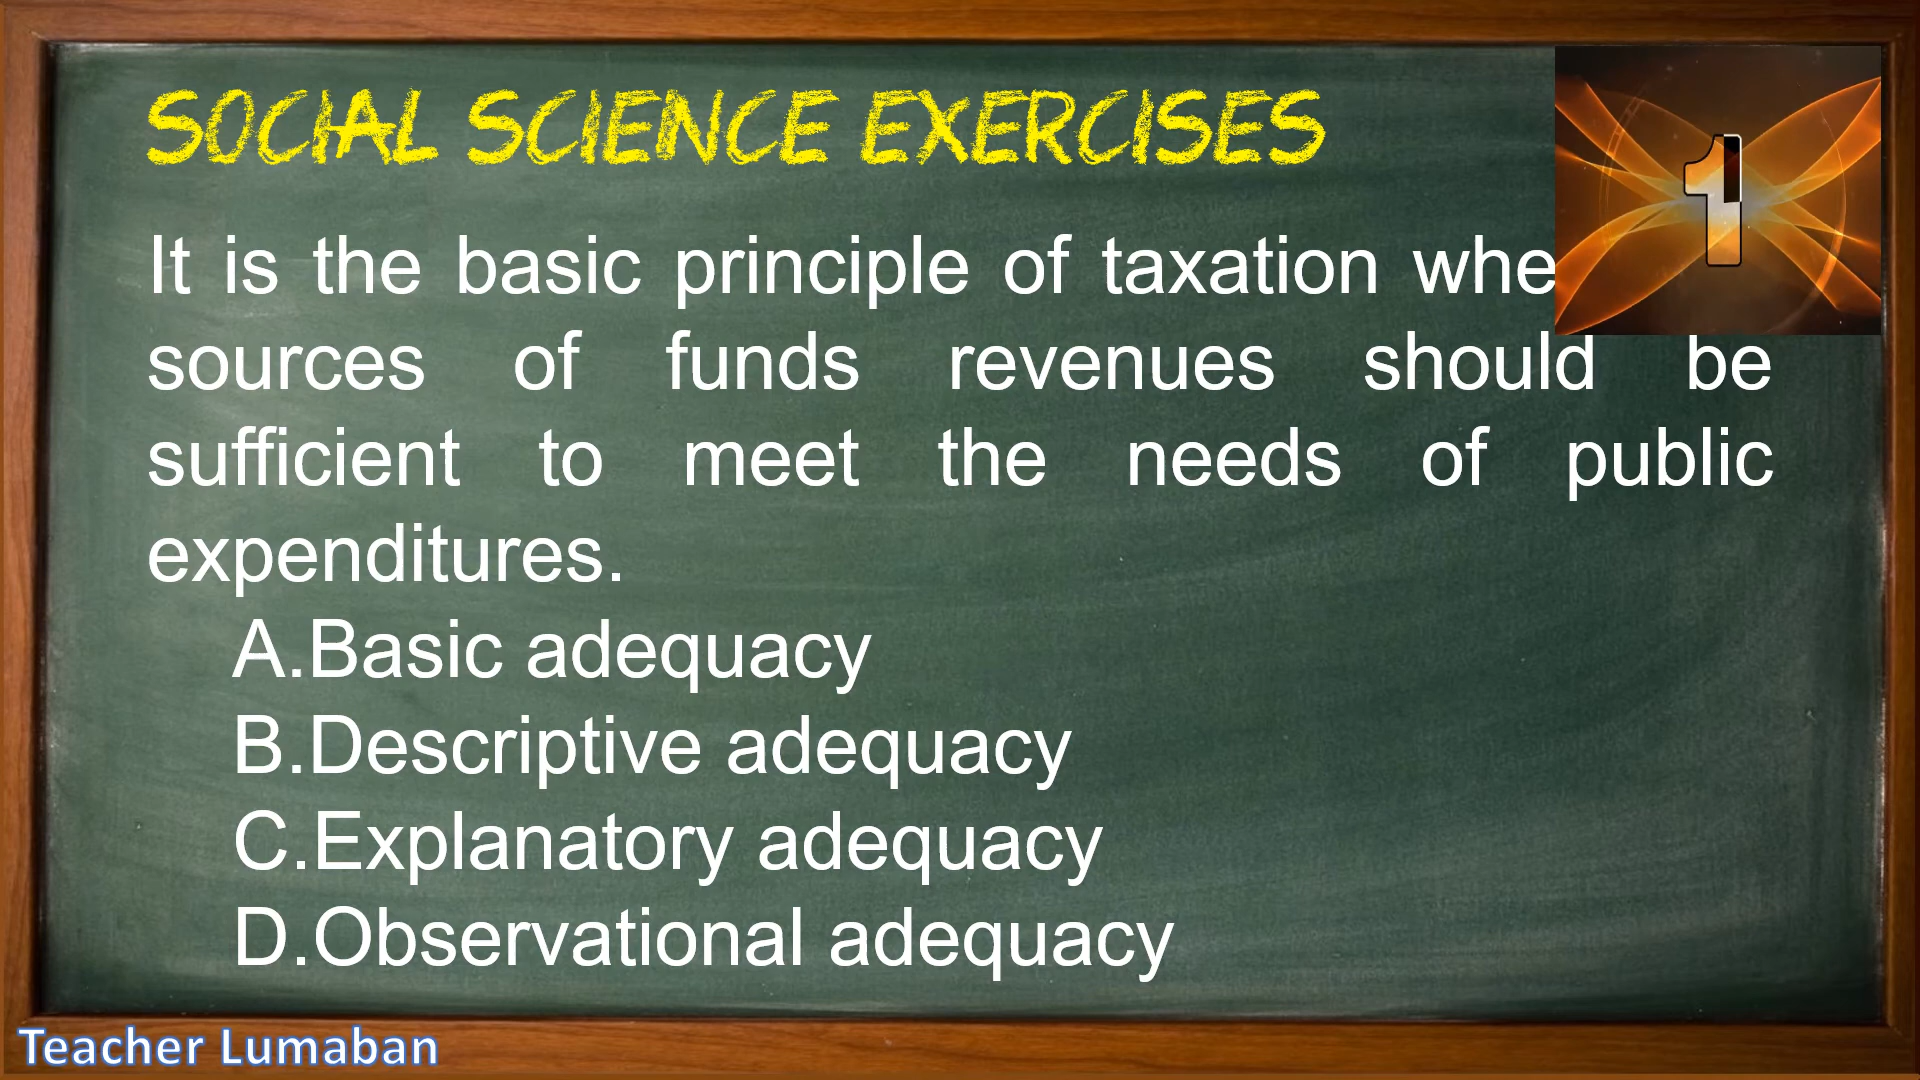 SOCIAL SCIENCE EXERCISES
1
It is the basic principle of taxation
sources of funds revenues should be
sufficient to meet the needs of public
expenditures.
A.Basic adequacy
B.Descriptive adequacy
C.Explanatory adequacy
D.Observational adequacy
Teacher Lumaban